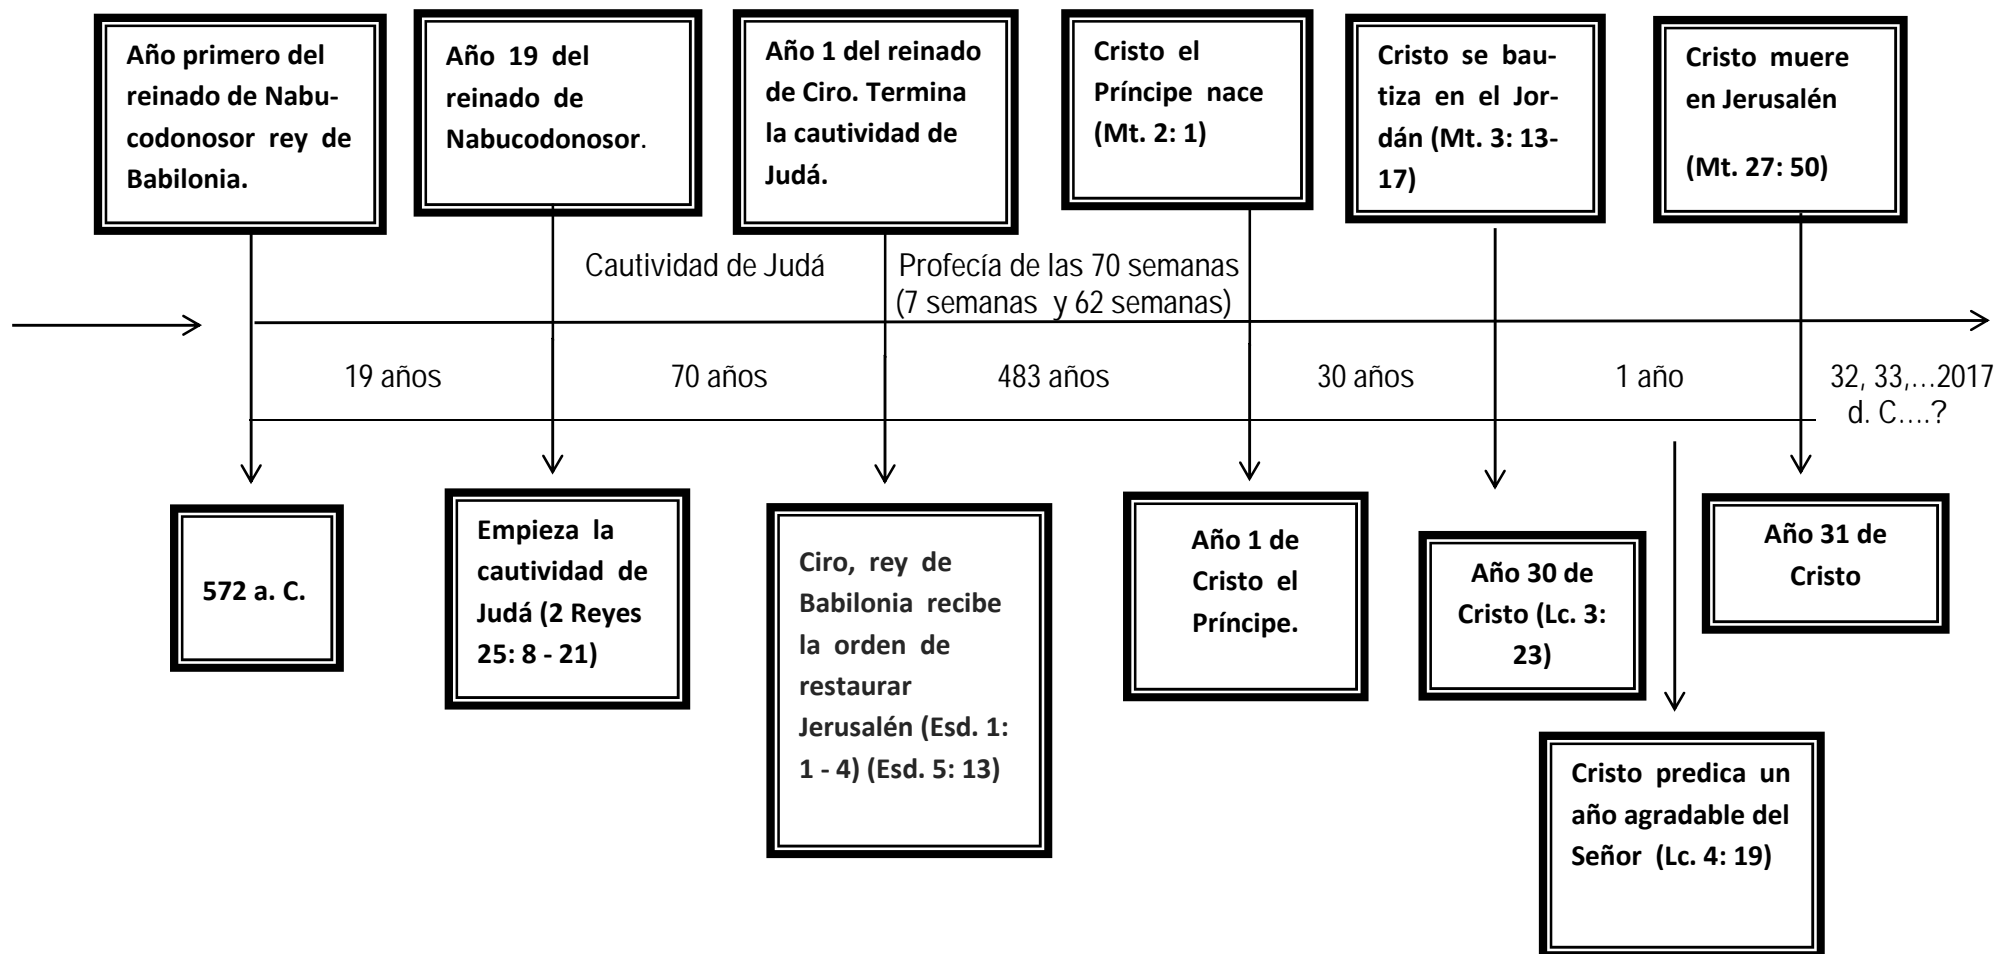 Año primero del
reinado de Nabu-
codonosor rey de
Babilonia.
Año 19 del
reinado de
Nabucodonosor.
Año 1 del reinado
de Ciro. Termina
la cautividad de
Judá.
Cristo el
Príncipe nace
(Mt. 2: 1)
Cristo se bau-
tiza en el Jor-
dán (Mt. 3: 13-
17)
Cristo muere
en Jerusalén
(Mt. 27: 50)
Cautividad de Judá
Profecía de las 70 semanas
(7 semanas y 62 semanas)
19 años
70 años
483 años
30 años
1 año
32, 33,...2017
d. C....?
572 a. C.
Empieza la
cautividad de
Judá (2 Reyes
25: 8 - 21)
Ciro, rey de
Babilonia recibe
la orden de
restaurar
Jerusalén (Esd. 1:
1 - 4) (Esd. 5: 13)
Año 1 de
Cristo el
Príncipe.
Año 30 de
Cristo (Lc. 3:
23)
Año 31 de
Cristo
Cristo predica un
año agradable del
Señor (Lc. 4: 19)